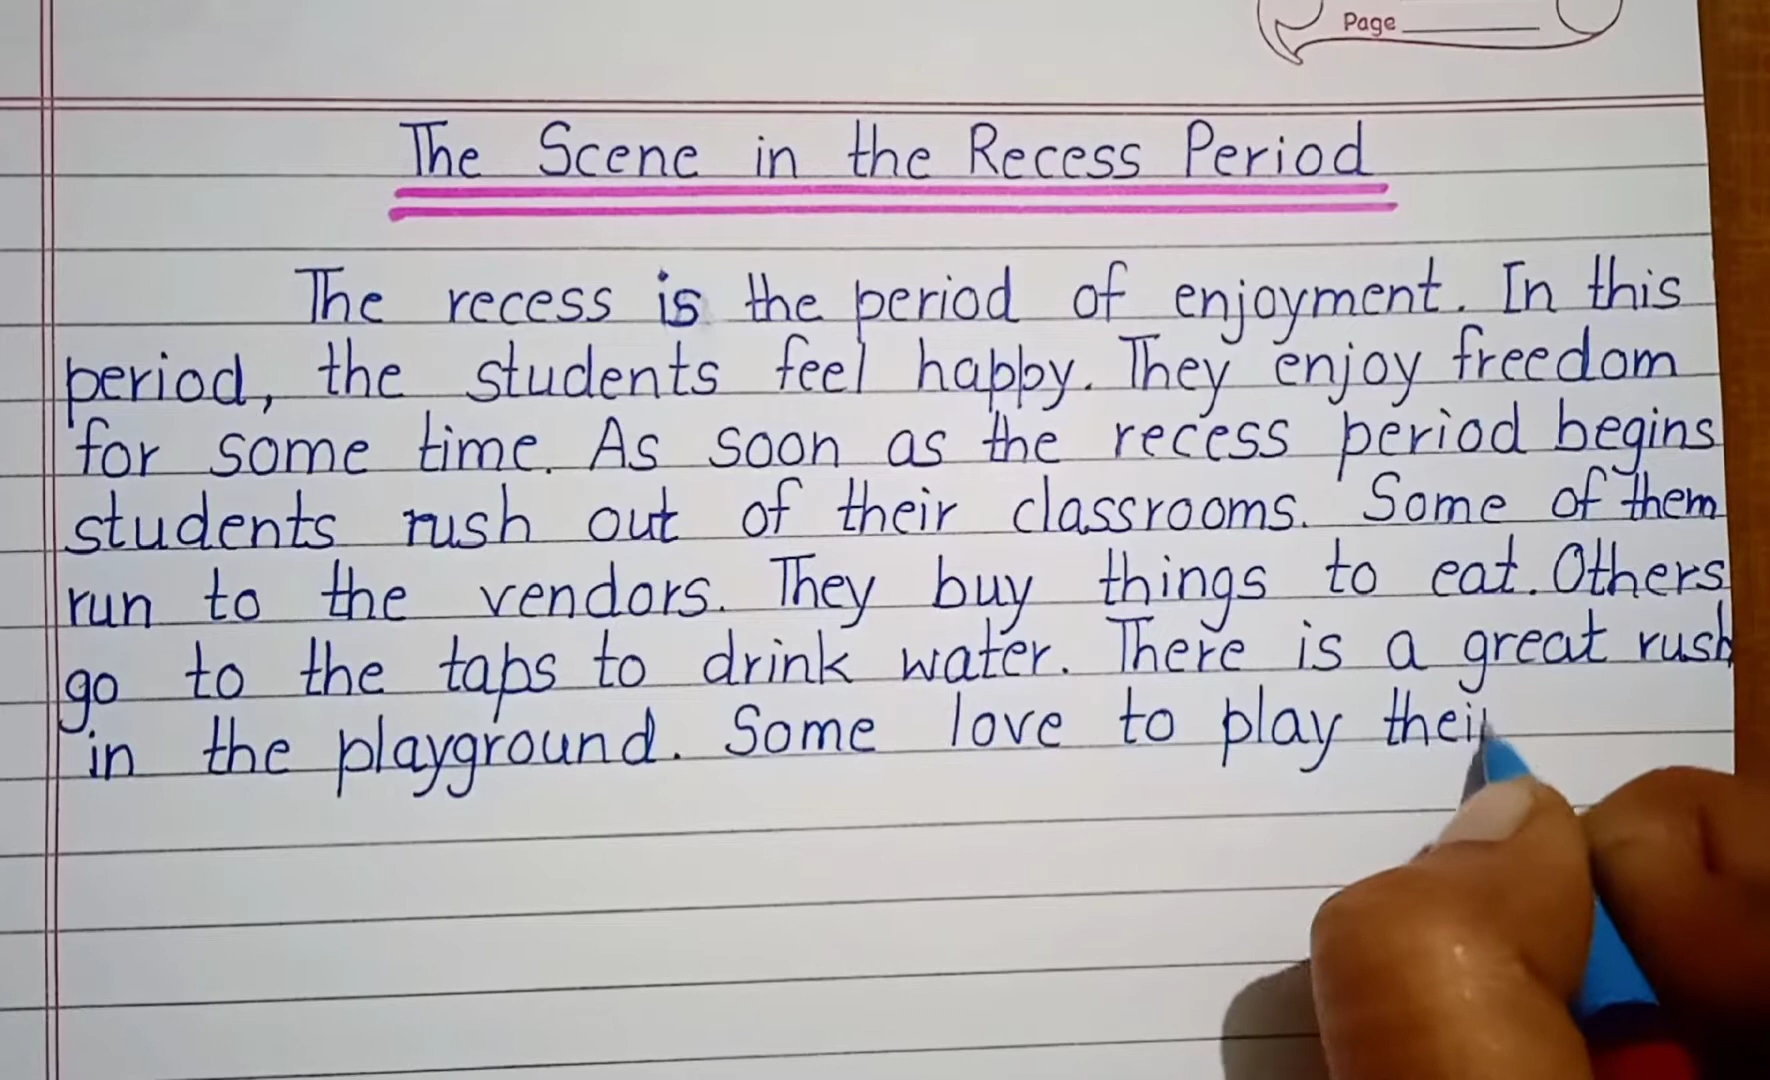 Page
The Scene in the Recess Period
The recess is the period of enjoyment. In this
period, the students feel happy. They enjoy freedom
for some time. As soon as the recess period begins
students rush out of their classrooms. Some of them
run to the vendors. They buy things to eat. Others
go to the taps to drink water. There is a great rush
in the playground. Some love to play thei